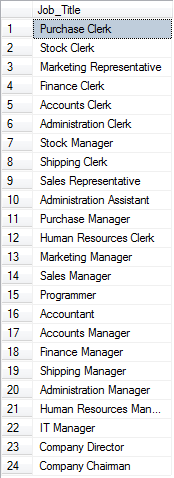 Job_Title
1 Purchase Clerk
2 Stock Clerk
3 Marketing Representative
4 Finance Clerk
5 Accounts Clerk
6 Administration Clerk
7 Stock Manager
8 Shipping Clerk
9 Sales Representative
10 Administration Assistant
11 Purchase Manager
12 Human Resources Clerk
13 Marketing Manager
14 Sales Manager
15 Programmer
16 Accountant
17 Accounts Manager
18 Finance Manager
19 Shipping Manager
20 Administration Manager
21 Human Resources Man...
22 IT Manager
23 Company Director
24 Company Chairman